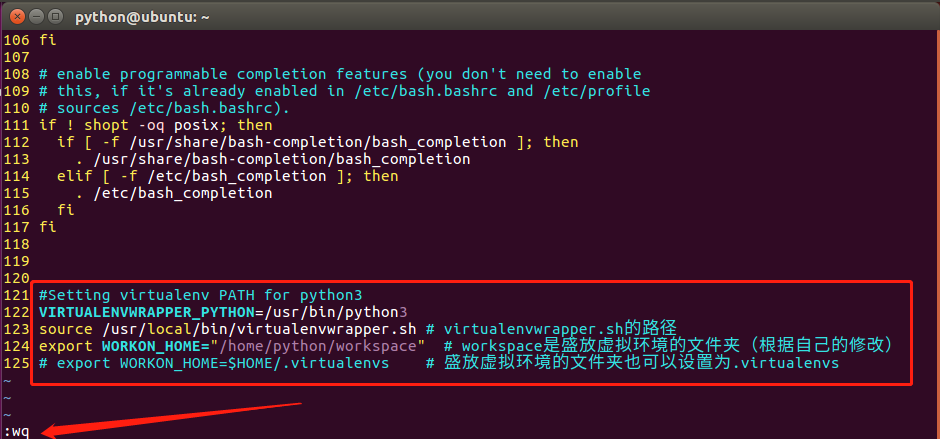 python@ubuntu: ~
106 fi
107
108 # enable programmable completion features (you don't need to enable
109 # this, if it's already enabled in /etc/bash.bashrc and /etc/profile
110 # sources /etc/bash.bashrc).
111 if ! shopt -oq posix; then
112   if [ -f /usr/share/bash-completion/bash_completion ]; then
113     . /usr/share/bash-completion/bash_completion
114   elif [ -f /etc/bash_completion ]; then
115     . /etc/bash_completion
116   fi
117 fi
118
119
120
121 #Setting virtualenv PATH for python3
122 VIRTUALENVWRAPPER_PYTHON=/usr/bin/python3
123 source /usr/local/bin/virtualenvwrapper.sh # virtualenvwrapper.sh的路径
124 export WORKON_HOME="/home/python/workspace"  # workspace是盛放虚拟环境的文件夹（根据自己的修改）
125 # export WORKON_HOME=$HOME/.virtualenvs    # 盛放虚拟环境的文件夹也可以设置为.virtualenvs
~
~
~
:wq